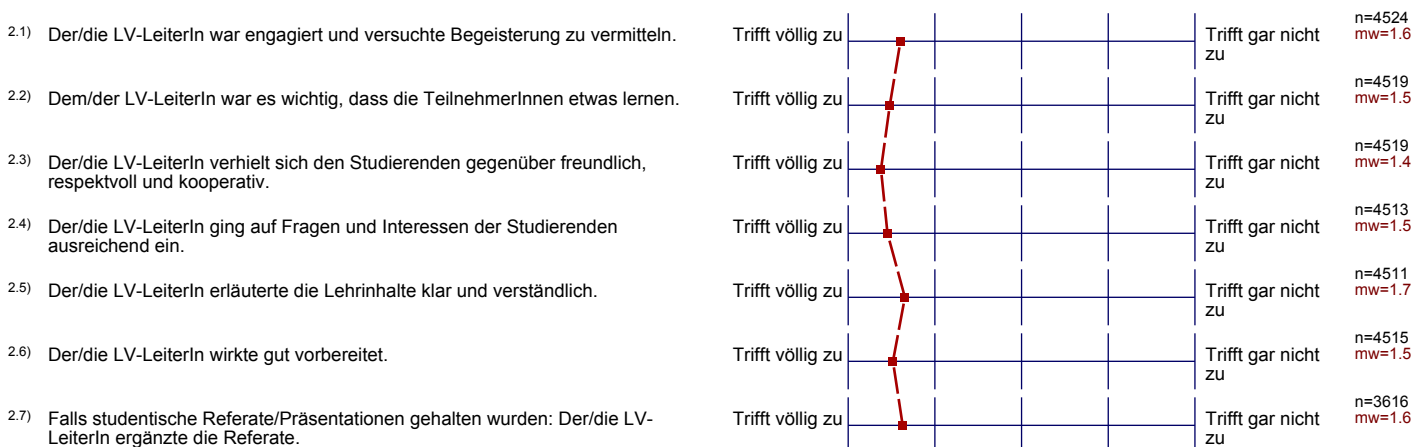 2.1) Der/die LV-LeiterIn war engagiert und versuchte Begeisterung zu vermitteln. Trifft völlig zu Trifft gar nicht zu n=4524 mw=1.6
2.2) Dem/der LV-LeiterIn war es wichtig, dass die TeilnehmerInnen etwas lernen. Trifft völlig zu Trifft gar nicht zu n=4519 mw=1.5
2.3) Der/die LV-LeiterIn verhielt sich den Studierenden gegenüber freundlich,
respektvoll und kooperativ. Trifft völlig zu Trifft gar nicht zu n=4519 mw=1.4
2.4) Der/die LV-LeiterIn ging auf Fragen und Interessen der Studierenden
ausreichend ein. Trifft völlig zu Trifft gar nicht zu n=4513 mw=1.5
2.5) Der/die LV-LeiterIn erläuterte die Lehrinhalte klar und verständlich. Trifft völlig zu Trifft gar nicht zu n=4511 mw=1.7
2.6) Der/die LV-LeiterIn wirkte gut vorbereitet. Trifft völlig zu Trifft gar nicht zu n=4515 mw=1.5
2.7) Falls studentische Referate/Präsentationen gehalten wurden: Der/die LV-
LeiterIn ergänzte die Referate. Trifft völlig zu Trifft gar nicht zu n=3616 mw=1.6